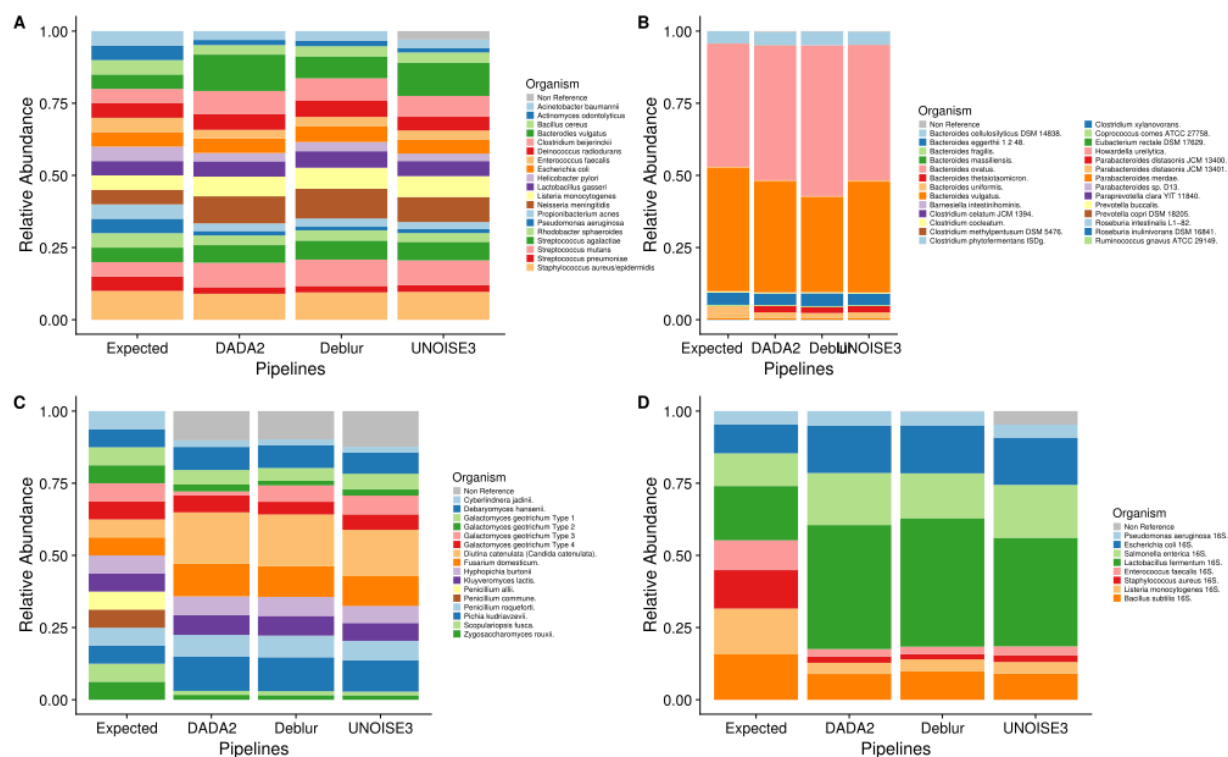 A
Relative Abundance
1.00
0.75
0.50
0.25
0.00
Expected
DADA2
Deblur
UNOISE3
Pipelines
Organism
Non Reference
Acinetobacter baumannii
Actinomyces odontolyticus
Bacillus cereus
Bacterodies vulgatus
Clostridium beijerinckii
Deinococcus radiodurans
Enterococcus faecalis
Escherichia coli
Helicobacter pylori
Lactobacillus gasseri
Listeria monocytogenes
Neisseria meningitidis
Propionibacterium acnes
Pseudomonas aeruginosa
Rhodobacter sphaeroides
Streptococcus agalactiae
Streptococcus mutans
Streptococcus pneumoniae
Staphylococcus aureus/epidermidis
B
Relative Abundance
1.00
0.75
0.50
0.25
0.00
Expected
DADA2
Deblur
UNOISE3
Pipelines
Organism
Non Reference
Bacteroides cellulosilyticus DSM 14838.
Bacteroides eggerthii 1 2 48.
Bacteroides fragilis.
Bacteroides massiliensis.
Bacteroides ovatus.
Bacteroides thetaiotaomicron.
Bacteroides uniformis.
Bacteroides vulgatus.
Barnesiella intestinihominis.
Clostridium celatum JCM 1394.
Clostridium cocleatum.
Clostridium methylpentusum DSM 5476.
Clostridium phytofermentans ISDg.
Clostridium xylanovorans.
Coprococcus comes ATCC 27758.
Eubacterium rectale DSM 17629.
Howardella ureilytica.
Parabacteroides distasonis JCM 13400.
Parabacteroides distasonis JCM 13401.
Parabacteroides merdae.
Parabacteroides sp. D13.
Paraprevotella clara YIT 11840.
Prevotella buccalis.
Prevotella copri DSM 18205.
Roseburia intestinalis L1-82.
Roseburia inulinivorans DSM 16841.
Ruminococcus gnavus ATCC 29149.
C
Relative Abundance
1.00
0.75
0.50
0.25
0.00
Expected
DADA2
Deblur
UNOISE3
Pipelines
Organism
Non Reference
Cyberlindnera jadinii.
Debaryomces hansenii.
Galactomyces geotrichum Type 1
Galactomyces geotrichum Type 2
Galactomyces geotrichum Type 3
Galactomyces geotrichum Type 4
Diutina catenulata (Candida catenulata).
Fusarium domesticum.
Hyphopichia burtonii
Kluyveromyces lactis.
Penicillium allii.
Penicillium commune.
Penicillium roqueforti.
Pichia kudriavzevii.
Scopulariopsis fusca.
Zygosaccharomyces rouxii.
D
Relative Abundance
1.00
0.75
0.50
0.25
0.00
Expected
DADA2
Deblur
UNOISE3
Pipelines
Organism
Non Reference
Pseudomonas aeruginosa 16S.
Escherichia coli 16S.
Salmonella enterica 16S.
Lactobacillus fermentum 16S.
Enterococcus faecalis 16S.
Staphylococcus aureus 16S.
Listeria monocytogenes 16S.
Bacillus subtilis 16S.